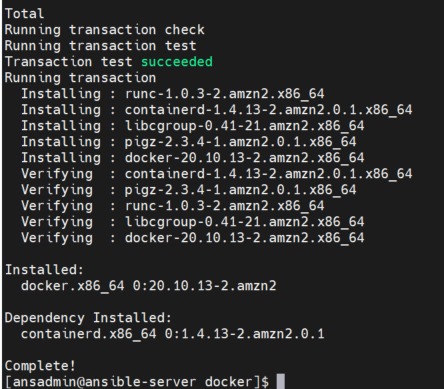 Total
Running transaction check
Running transaction test
Transaction test succeeded
Running transaction
  Installing : runc-1.0.3-2.amzn2.x86_64
  Installing : containerd-1.4.13-2.amzn2.0.1.x86_64
  Installing : libcgroup-0.41-21.amzn2.x86_64
  Installing : pigz-2.3.4-1.amzn2.0.1.x86_64
  Installing : docker-20.10.13-2.amzn2.x86_64
  Verifying  : containerd-1.4.13-2.amzn2.0.1.x86_64
  Verifying  : pigz-2.3.4-1.amzn2.0.1.x86_64
  Verifying  : runc-1.0.3-2.amzn2.x86_64
  Verifying  : libcgroup-0.41-21.amzn2.x86_64
  Verifying  : docker-20.10.13-2.amzn2.x86_64
Installed:
  docker.x86_64 0:20.10.13-2.amzn2
Dependency Installed:
  containerd.x86_64 0:1.4.13-2.amzn2.0.1
Complete!
[ansadmin@ansible-server docker]$